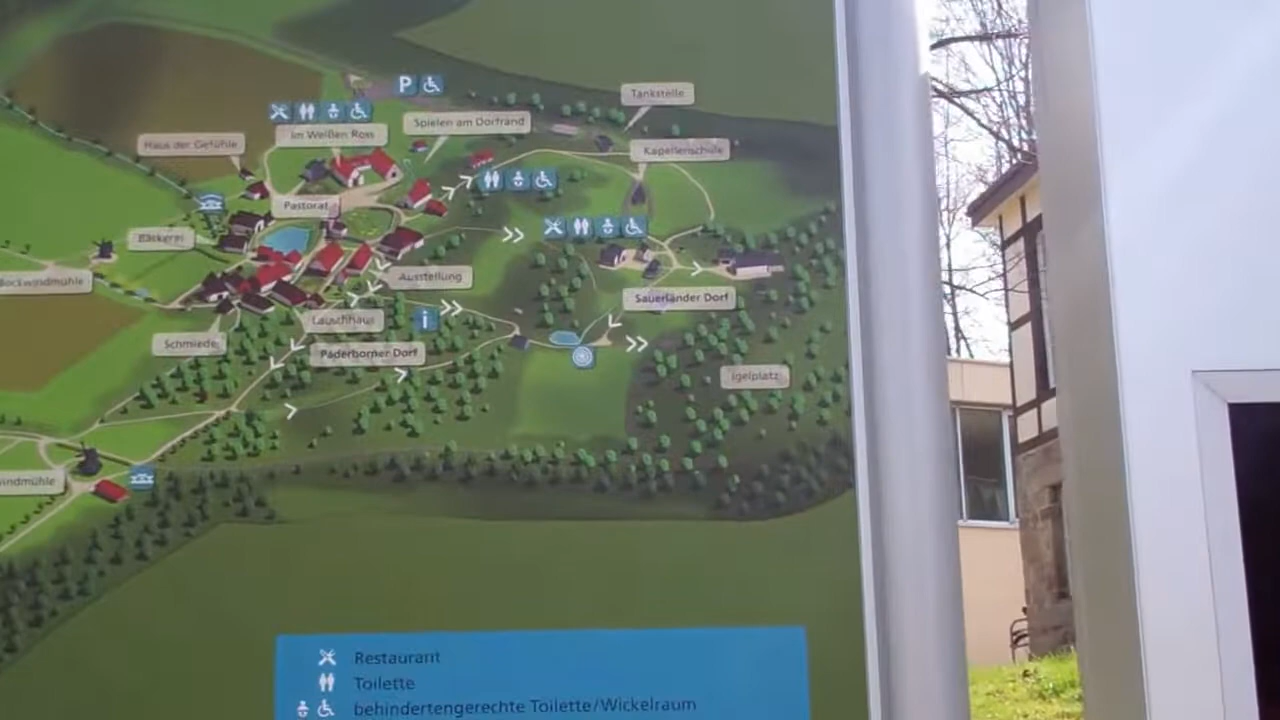 P
Tankstelle
Spielen am Dorfrand
Im Weißen Ross
Haus der Gefühle
Kapellenschule
Pastorat
Bäckerei
Ausstellung
Bockwindmühle
Sauerländer Dorf
Lauschhaus
i
Schmiede
Paderborner Dorf
Igelplatz
windmühle
Restaurant
Toilette
behindertengerechte Toilette/Wickelraum